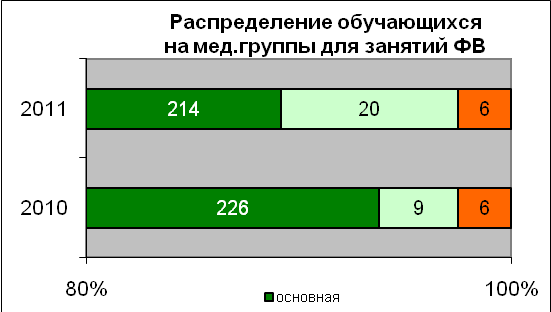 Распределение обучающихся
на мед.группы для занятий ФВ
2011 214 20 6
2010 226 9 6
80% 100%
основная